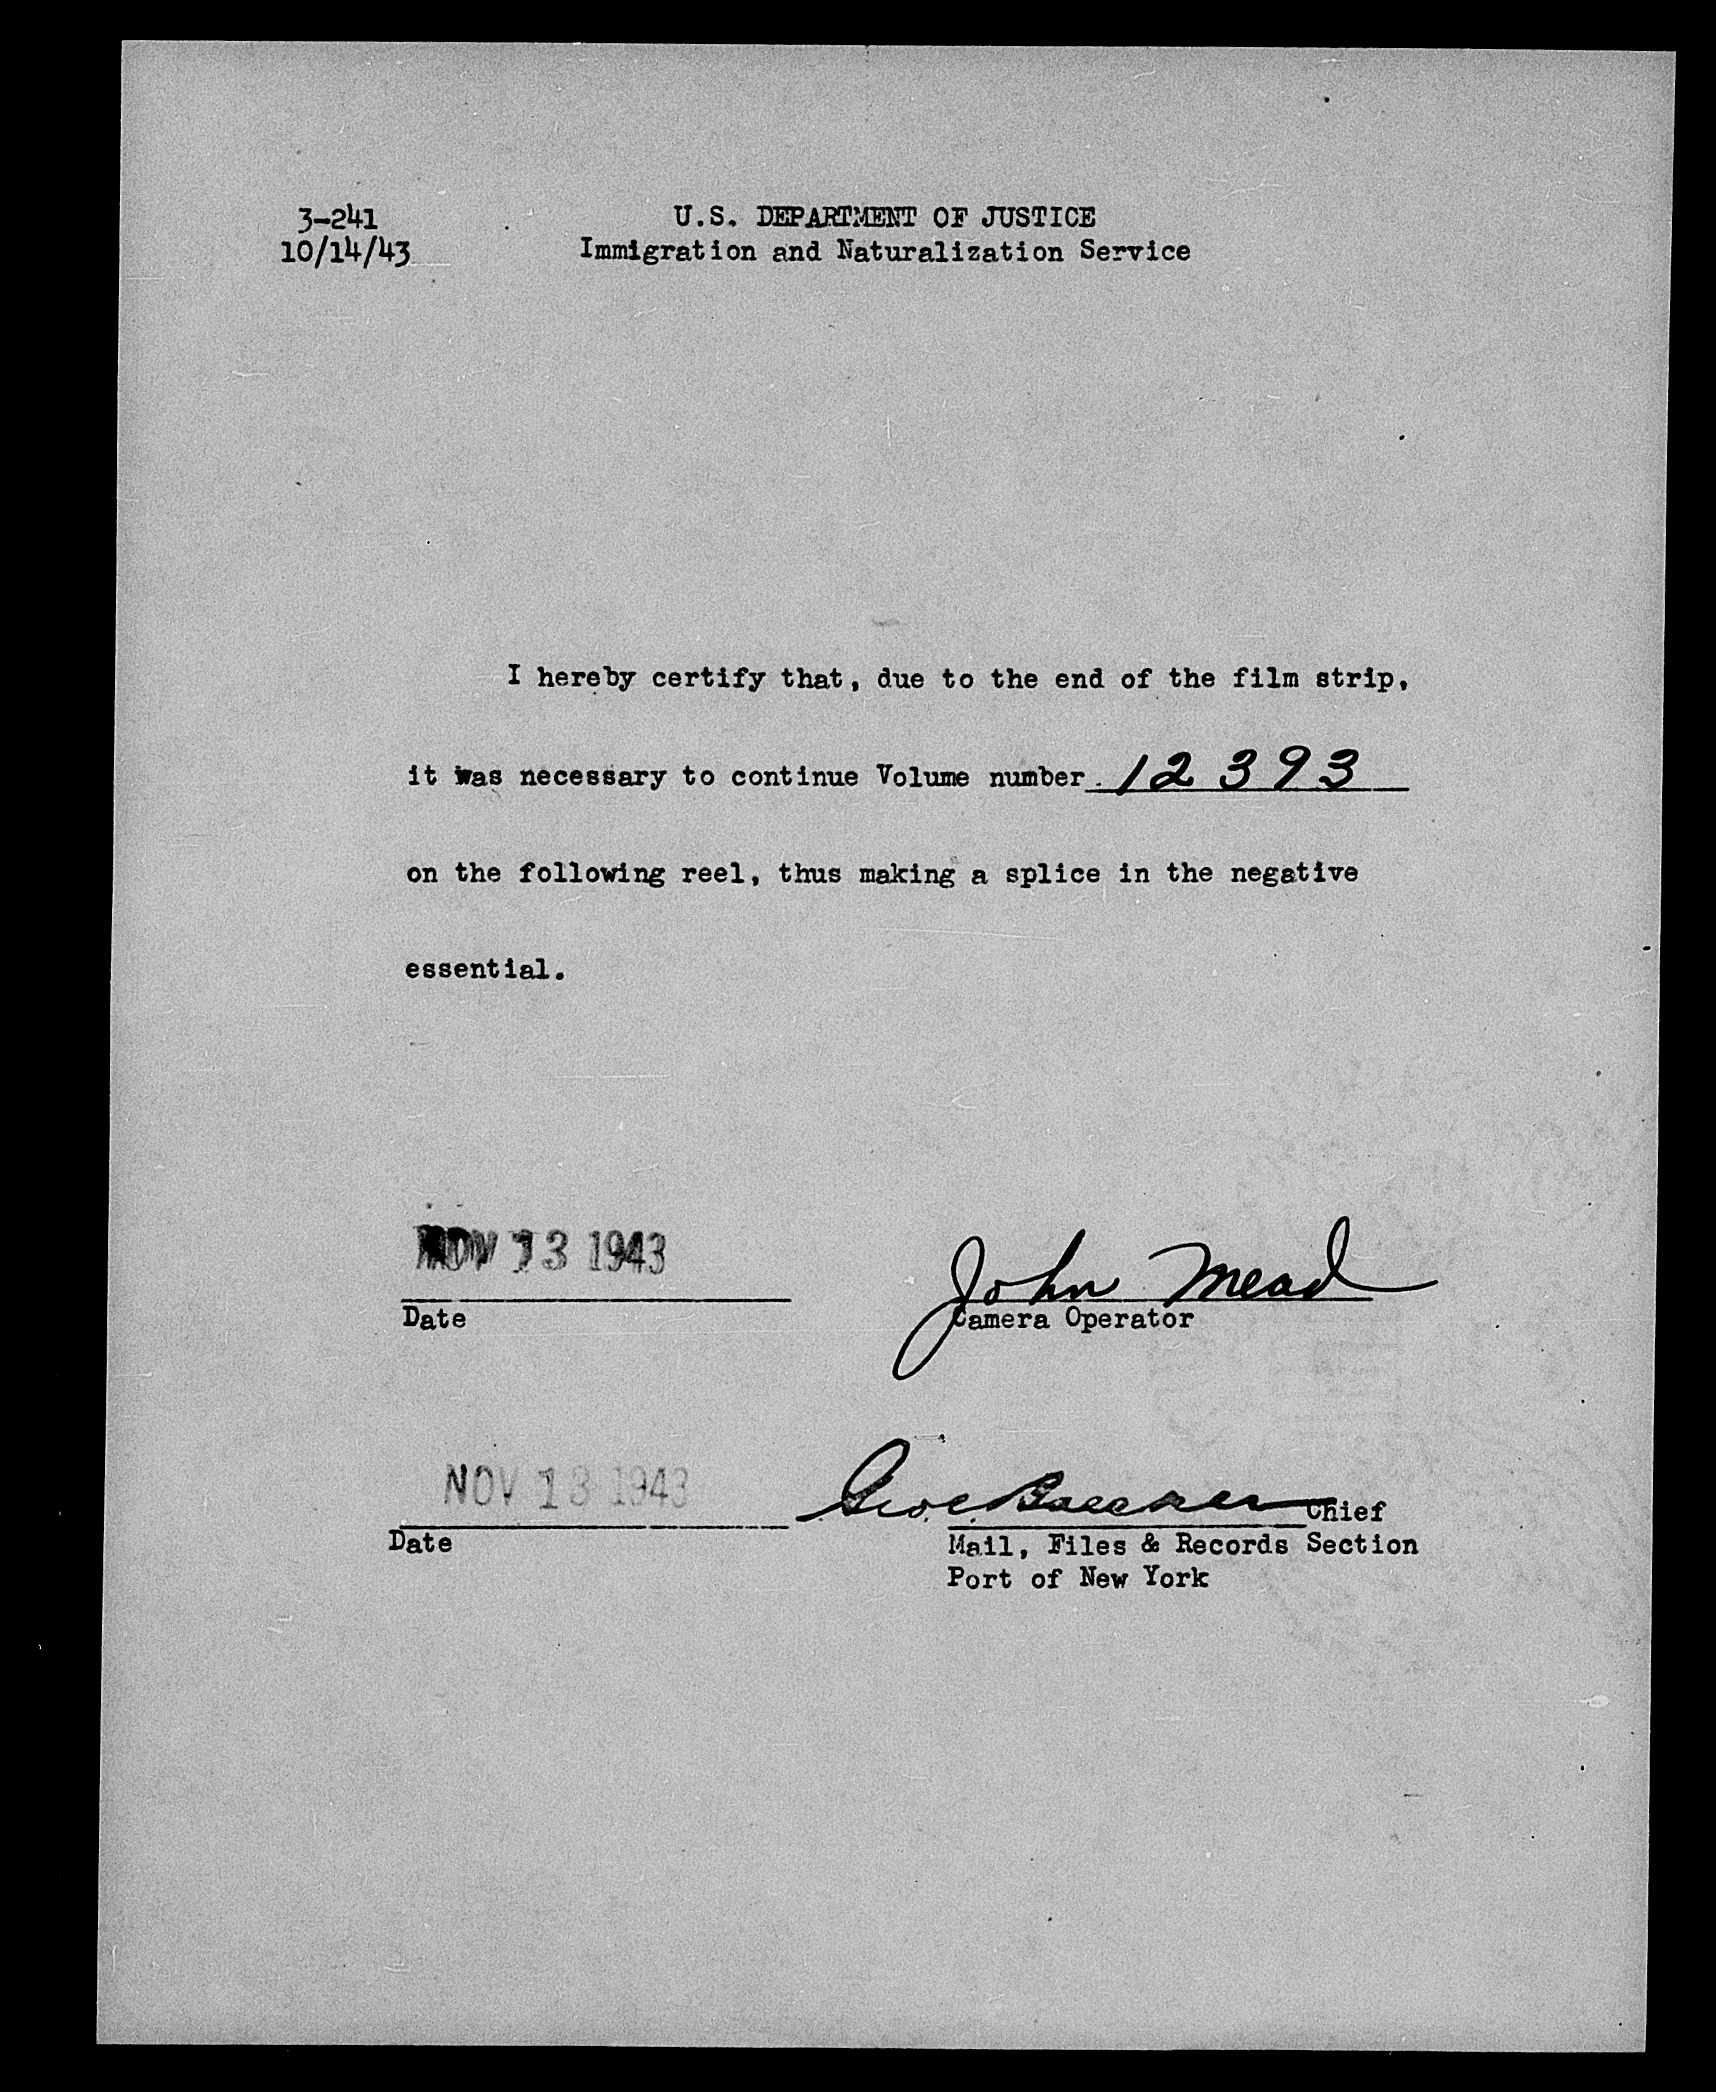 3-241
10/14/43
U.S. DEPARTMENT OF JUSTICE
Immigration and Naturalization Service
I hereby certify that, due to the end of the film strip,
it was necessary to continue Volume number 12393
on the following reel, thus making a splice in the negative
essential.
NOV 13 1943
Date
John Mead
Camera Operator
NOV 13 1943
Date
Chief
Mail, Files & Records Section
Port of New York